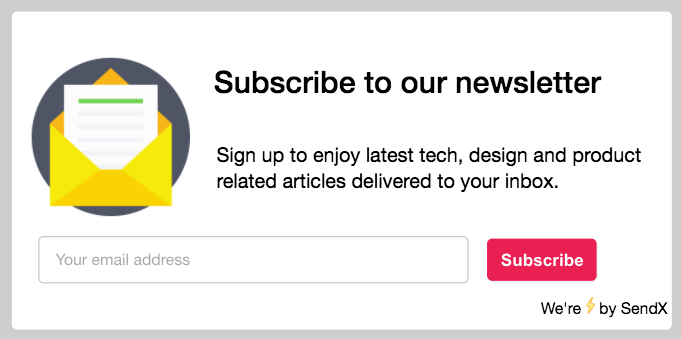 Subscribe to our newsletter
Sign up to enjoy latest tech, design and product
related articles delivered to your inbox.
Your email address
Subscribe
We're⚡by SendX